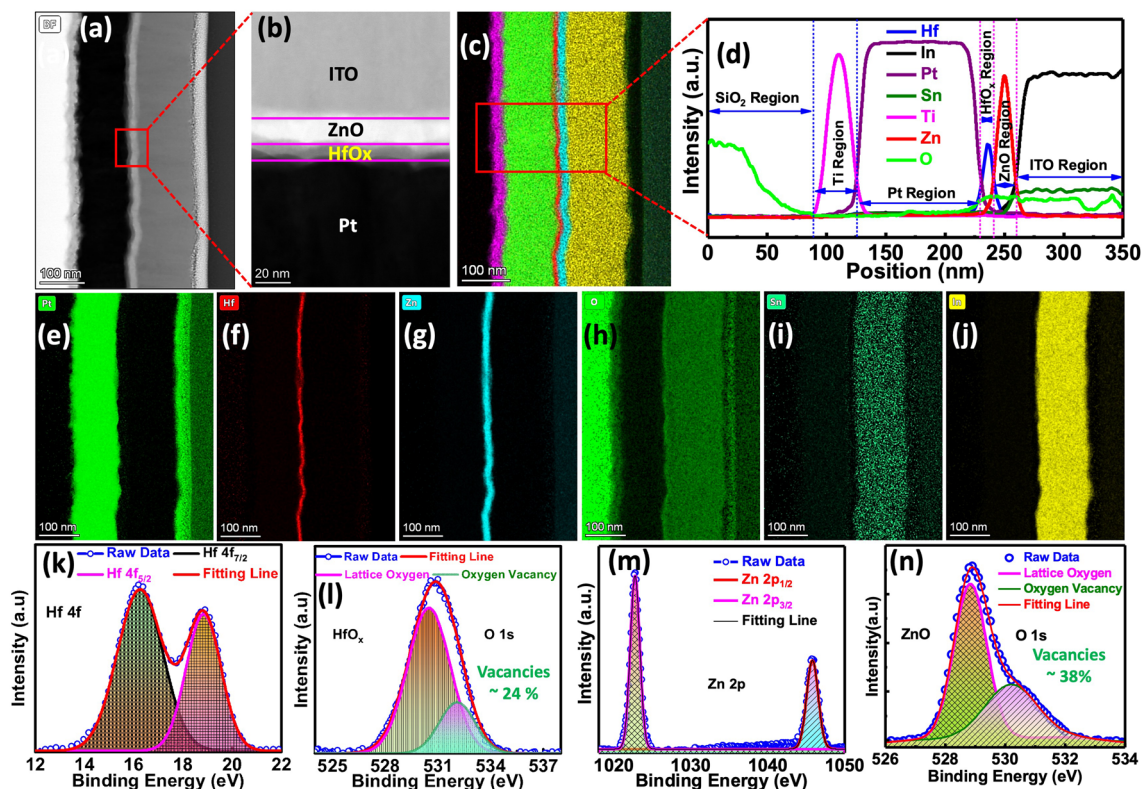 BF
(a)
100 nm
(b)
ITO
ZnO
HfOx
Pt
20 nm
(c)
100 nm
(d)
Intensity (a.u.)
Hf
In
Pt
Sn
Ti
Zn
O
SiO2 Region
Ti Region
Pt Region
HfOx Region
ZnO Region
ITO Region
0 50 100 150 200 250 300 350
Position (nm)
Pt
(e)
100 nm
Hf
(f)
100 nm
Zn
(g)
100 nm
O
(h)
100 nm
Sn
(i)
100 nm
In
(j)
100 nm
(k)
Raw Data
Hf 4f7/2
Hf 4f5/2
Fitting Line
Hf 4f
Intensity (a.u)
12 14 16 18 20 22
Binding Energy (eV)
(l)
Raw Data
Fitting Line
Lattice Oxygen
Oxygen Vacancy
HfOx
O 1s
Vacancies
~ 24 %
Intensity (a.u)
525 528 531 534 537
Binding Energy (eV)
(m)
Raw Data
Zn 2p1/2
Zn 2p3/2
Fitting Line
Zn 2p
Intensity (a.u)
1020 1030 1040 1050
Binding Energy (eV)
(n)
Raw Data
Lattice Oxygen
Oxygen Vacancy
Fitting Line
ZnO
O 1s
Vacancies
~ 38%
Intensity(a.u)
526 528 530 532 534
Binding Energy (eV)